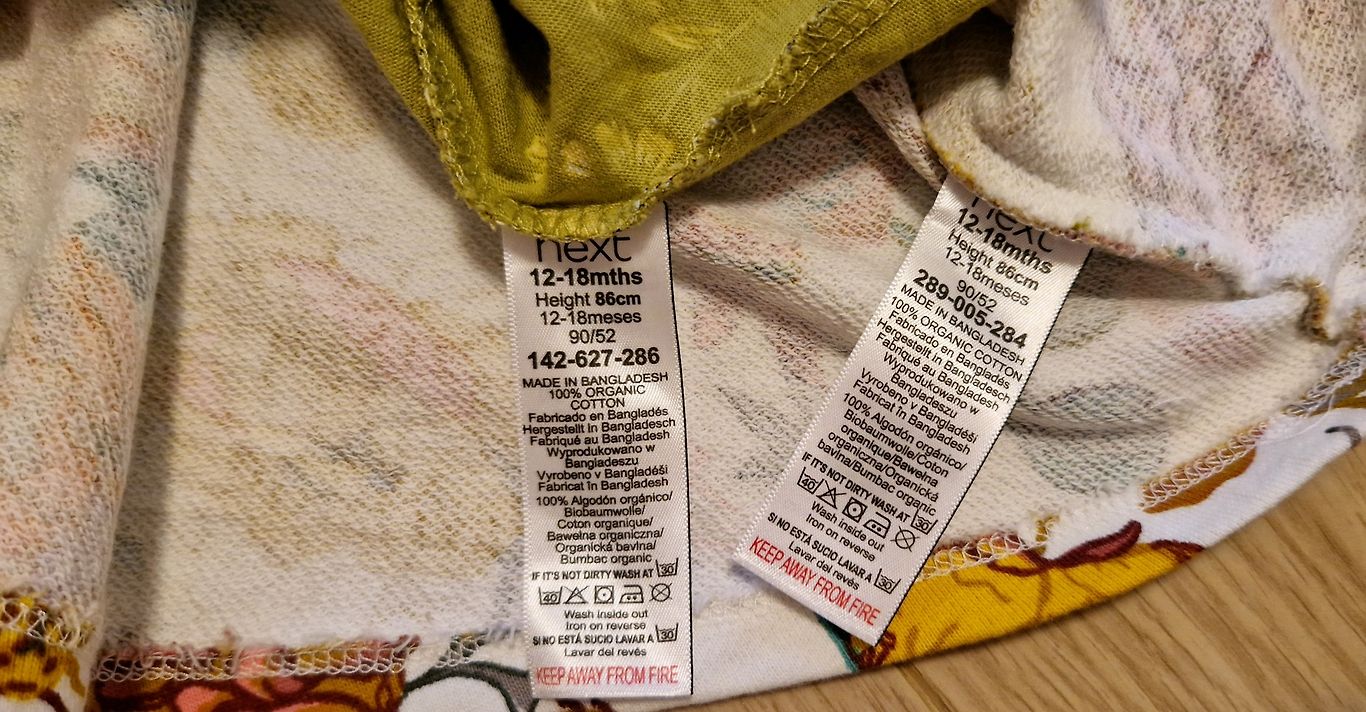 next
12-18mths
Height 86cm
12-18meses
90/52
142-627-286
MADE IN BANGLADESH
100% ORGANIC
COTTON
Fabricado en Bangladés
Hergestellt in Bangladesch
Fabriqué au Bangladesh
Wyprodukowano w
Bangladeszu
Vyrobeno v Bangladéši
Fabricat în Bangladesh
100% Algodón orgánico/
Biobaumwolle/
Coton organique/
Bawełna organiczna/
Organická bavlna/
Bumbac organic
IF IT'S NOT DIRTY WASH AT 30
40
Wash inside out
Iron on reverse
SI NO ESTÁ SUCIO LAVAR A 30
Lavar del revés
KEEP AWAY FROM FIRE
next
12-18mths
Height 86cm
12-18meses
90/52
289-005-284
MADE IN BANGLADESH
100% ORGANIC COTTON
Fabricado en Bangladés
Hergestellt in Bangladesch
Fabriqué au Bangladesh
Wyprodukowano w
Bangladeszu
Vyrobeno v Bangladéši
Fabricat în Bangladesh
100% Algodón orgánico/
Biobaumwolle/Coton
organique/Bawełna
organiczna/Organická
bavlna/Bumbac organic
IF IT'S NOT DIRTY WASH AT 30
40
Wash inside out
Iron on reverse
SI NO ESTÁ SUCIO LAVAR A 30
Lavar del revés
KEEP AWAY FROM FIRE